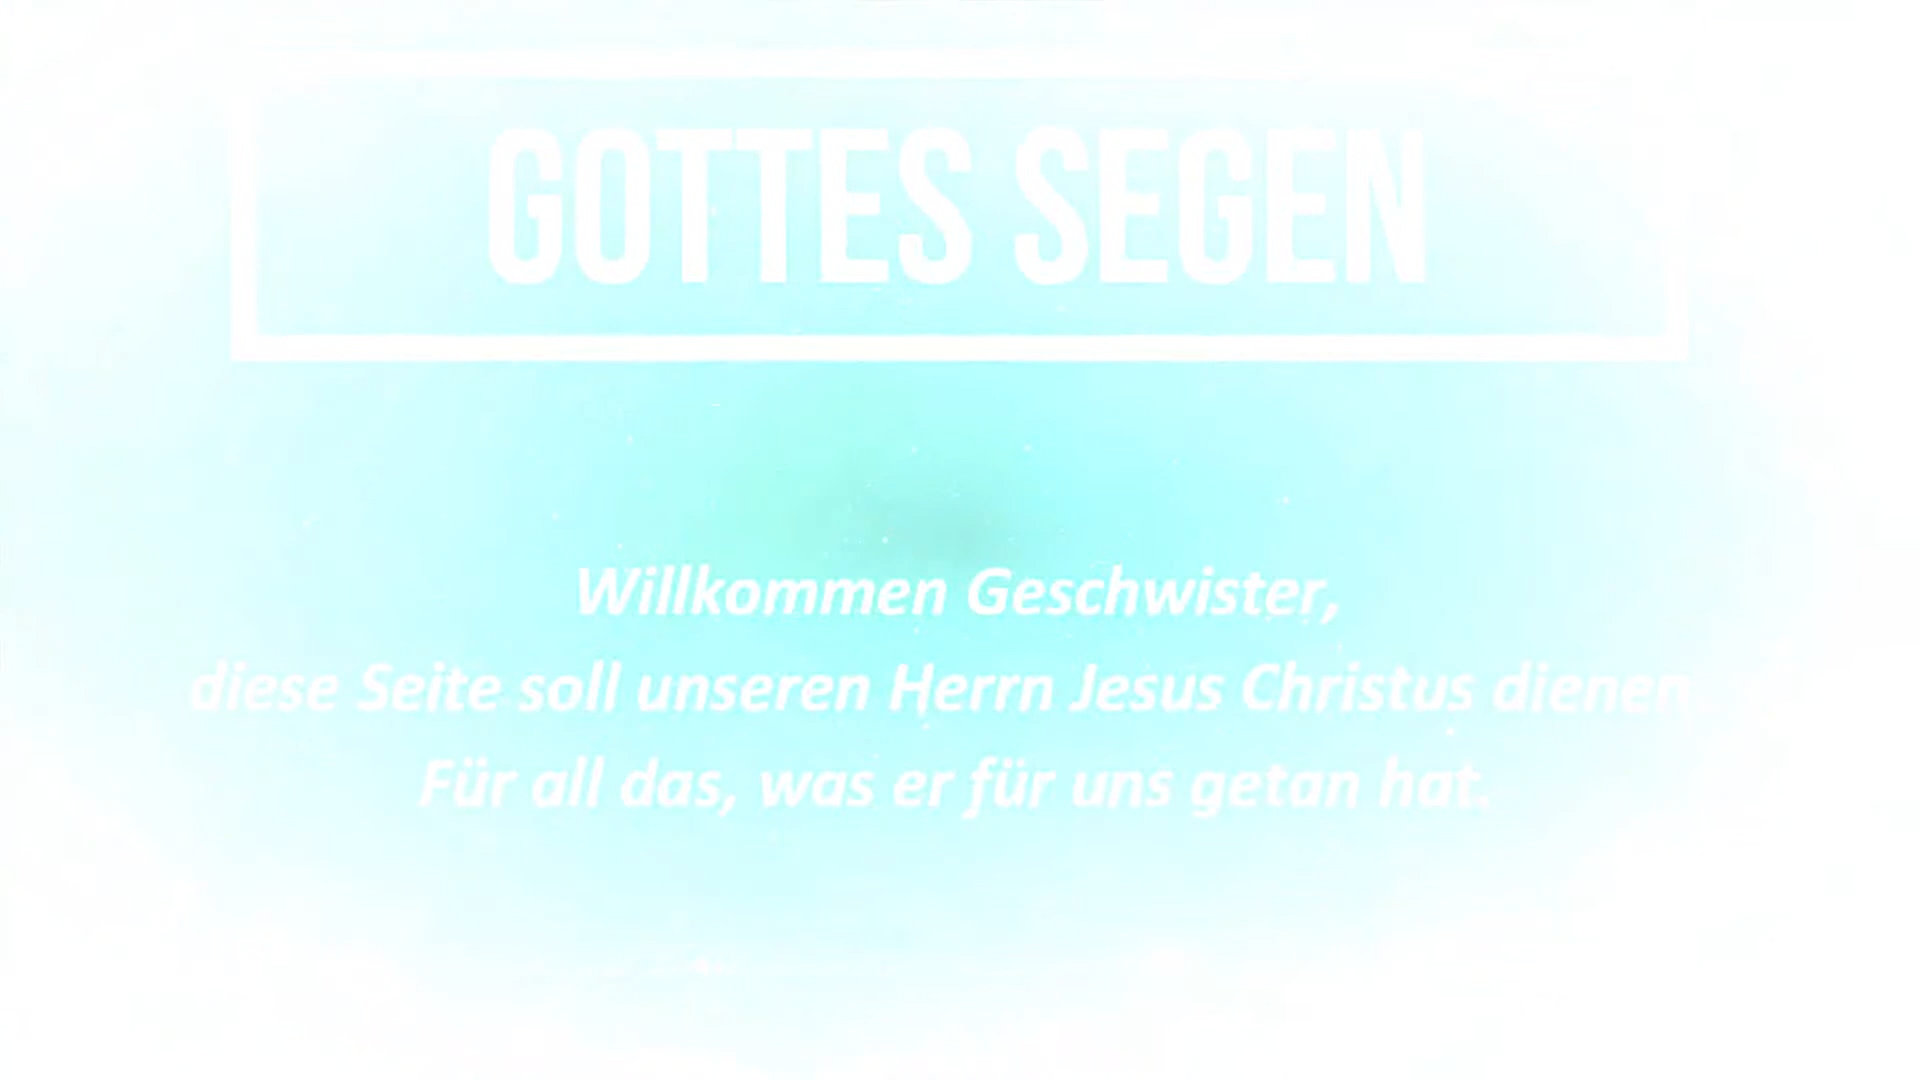 GOTTES SEGEN
Willkommen Geschwister,
diese Seite soll unseren Herrn Jesus Christus dienen
Für all das, was er für uns getan hat.